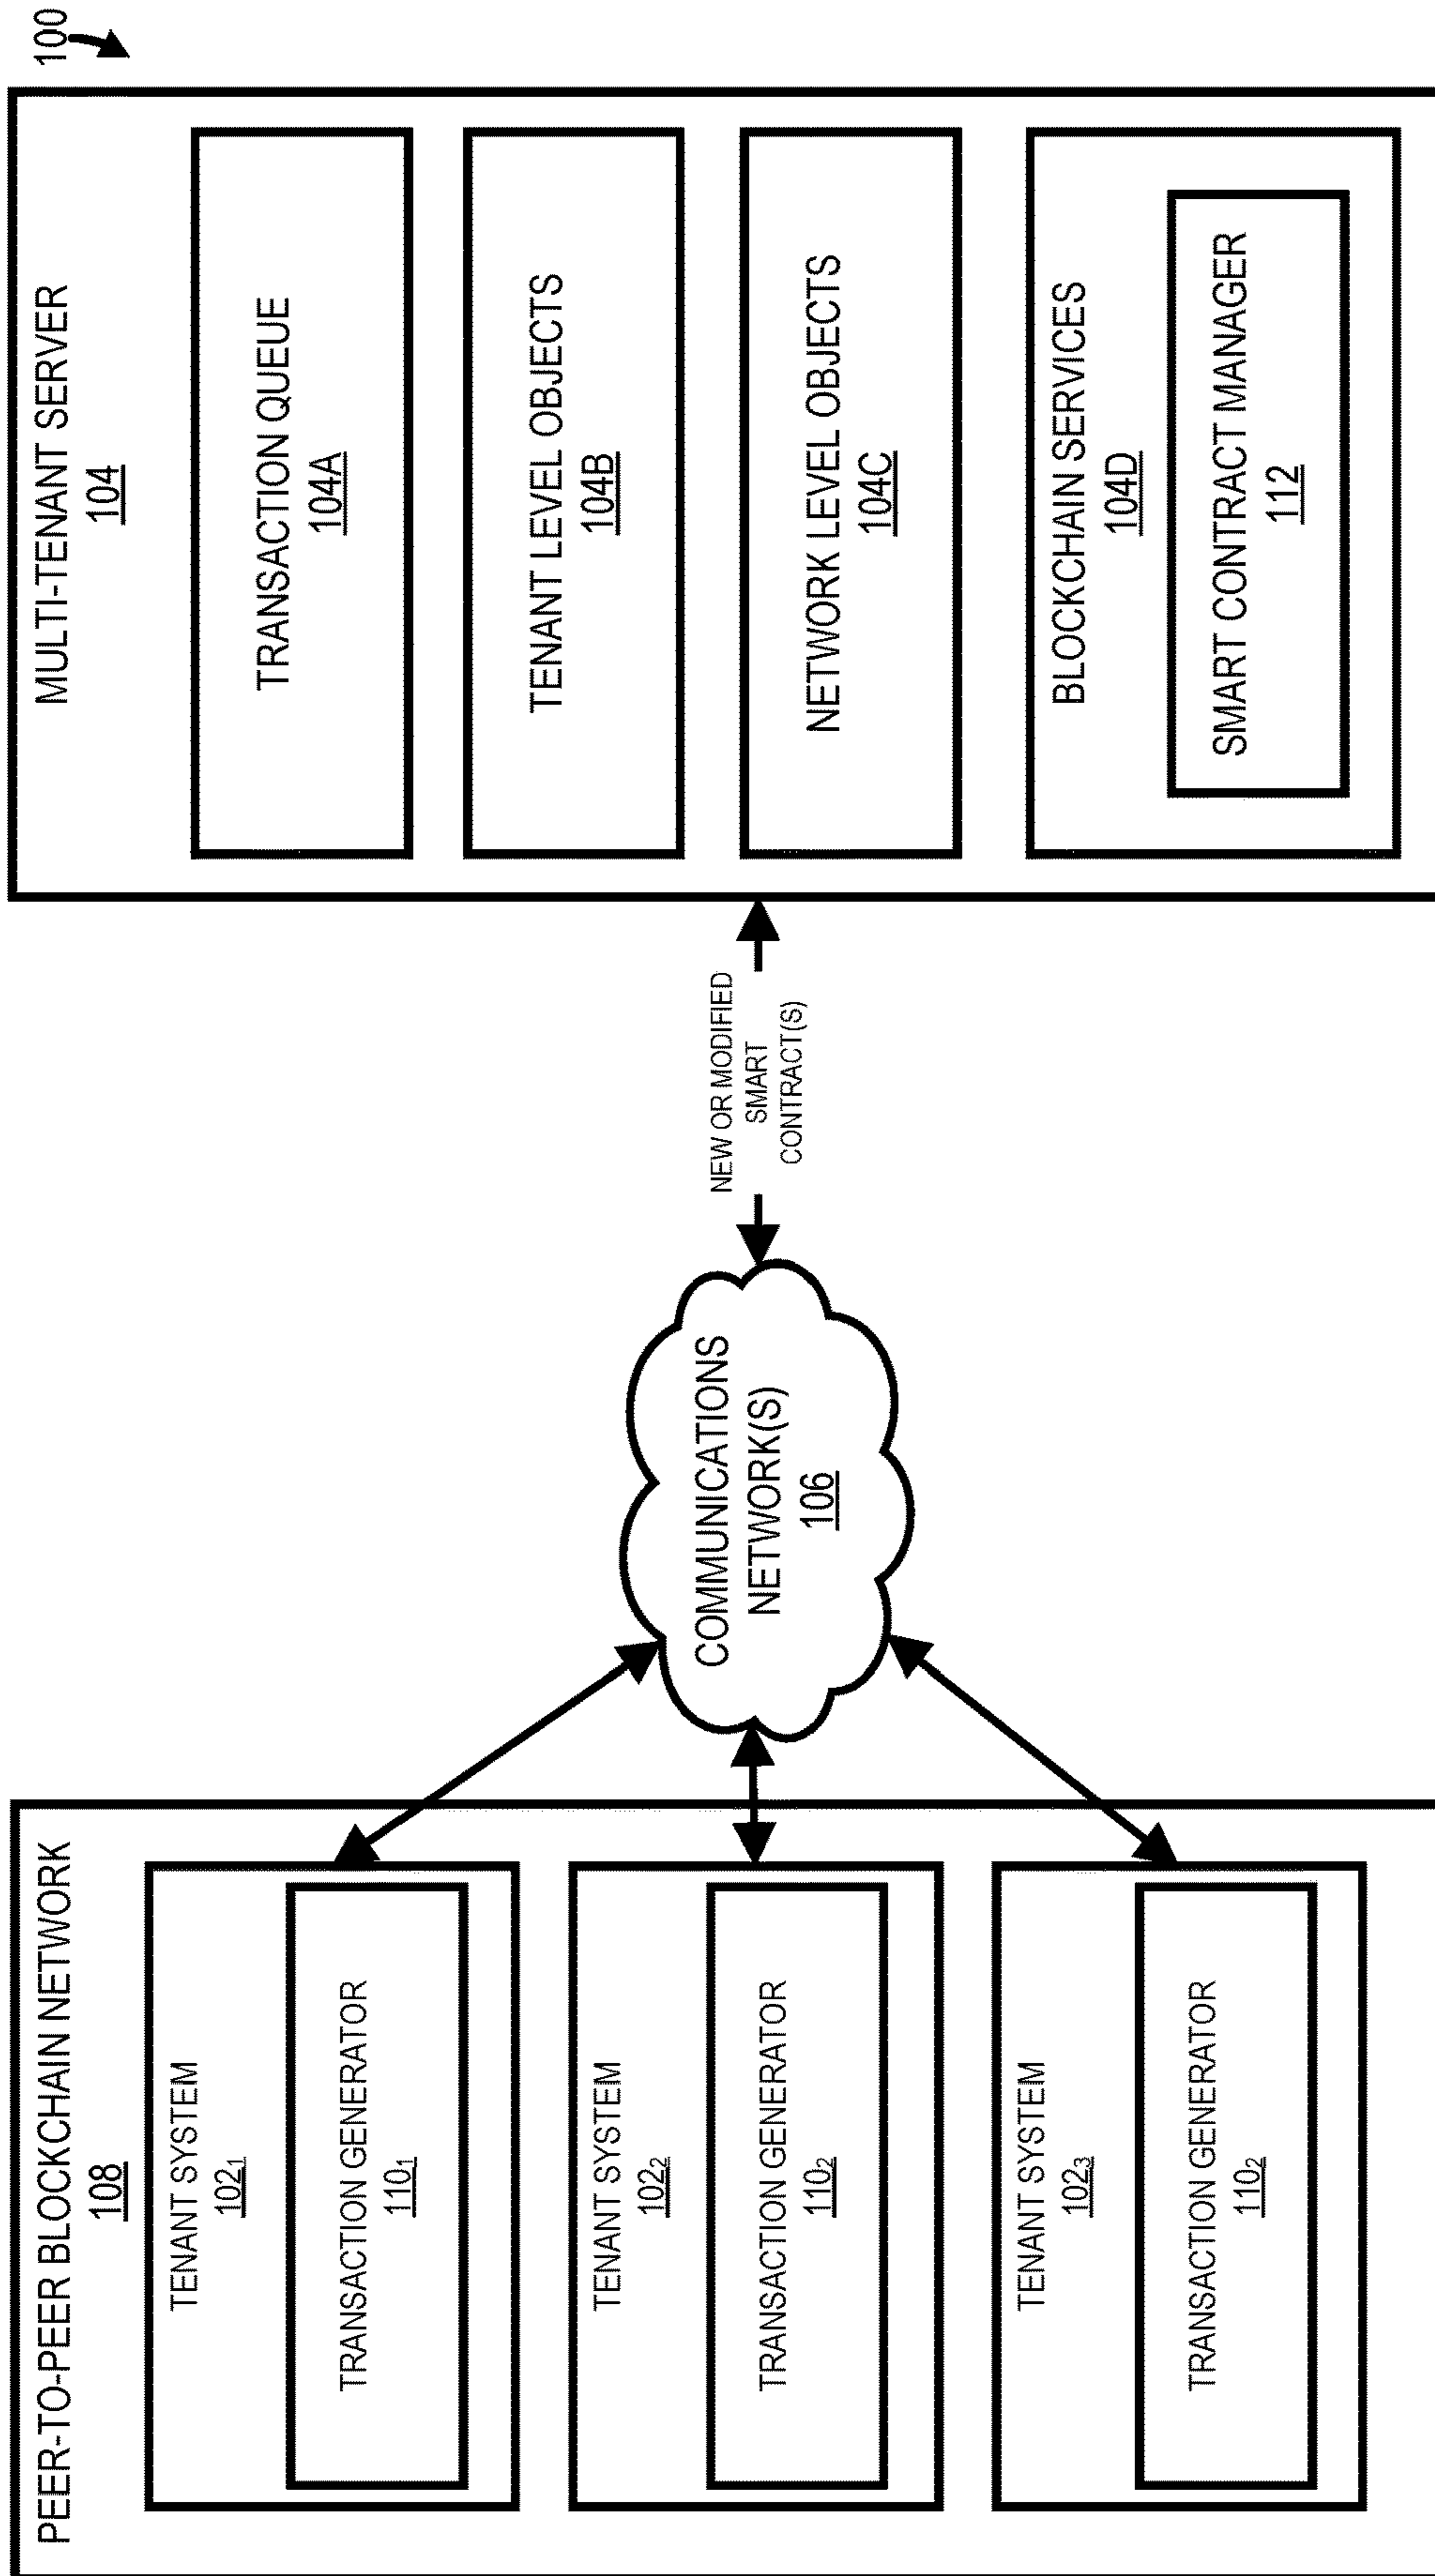 100
PEER-TO-PEER BLOCKCHAIN NETWORK
108
TENANT SYSTEM
102₁
TRANSACTION GENERATOR
110₁
TENANT SYSTEM
102₂
TRANSACTION GENERATOR
110₂
TENANT SYSTEM
102₃
TRANSACTION GENERATOR
110₂
COMMUNICATIONS
NETWORK(S)
106
NEW OR MODIFIED
SMART
CONTRACT(S)
MULTI-TENANT SERVER
104
TRANSACTION QUEUE
104A
TENANT LEVEL OBJECTS
104B
NETWORK LEVEL OBJECTS
104C
BLOCKCHAIN SERVICES
104D
SMART CONTRACT MANAGER
112